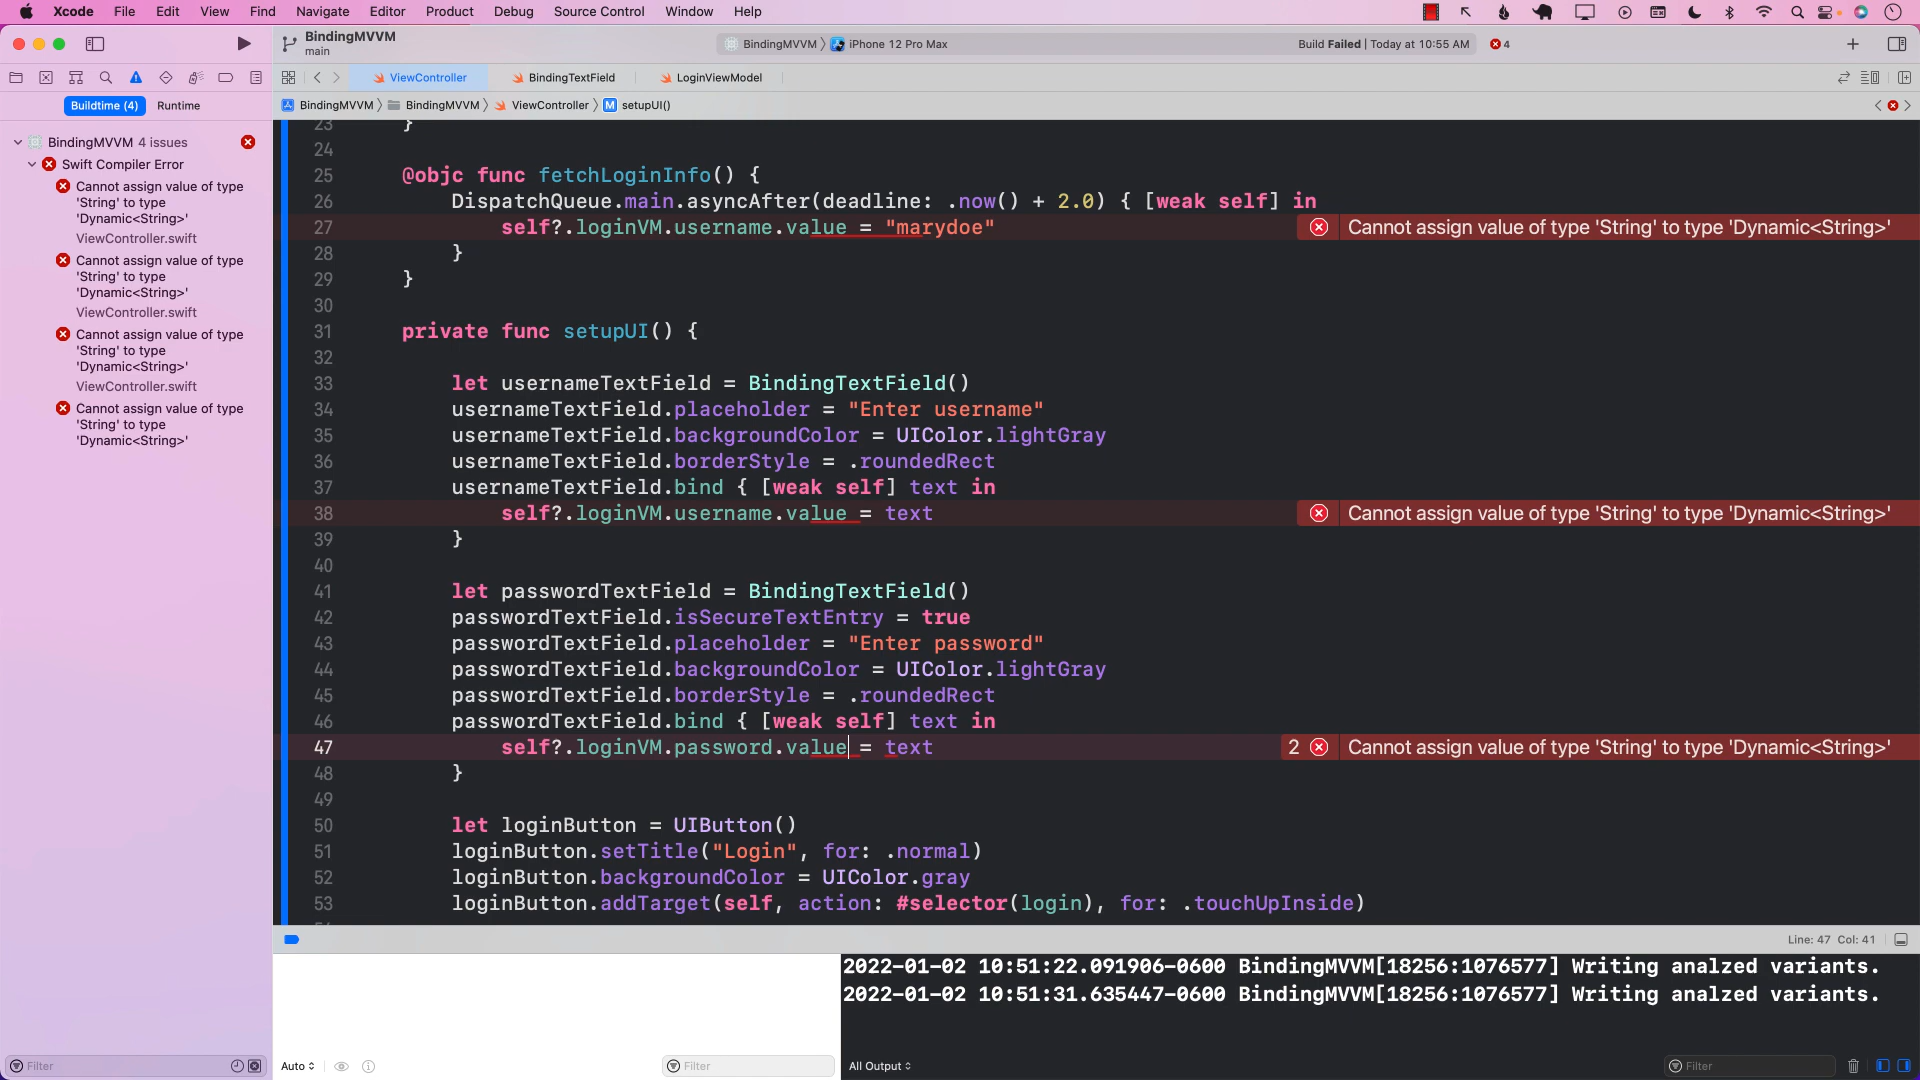 Xcode File Edit View Find Navigate Editor Product Debug Source Control Window Help
BindingMVVM
main
BindingMVVM
iPhone 12 Pro Max
Build Failed | Today at 10:55 AM
4
ViewController
BindingTextField
LoginViewModel
Buildtime (4)
Runtime
BindingMVVM
BindingMVVM
ViewController
M
setupUI()
BindingMVVM 4 issues
Swift Compiler Error
Cannot assign value of type
'String' to type
'Dynamic<String>'
ViewController.swift
Cannot assign value of type
'String' to type
'Dynamic<String>'
ViewController.swift
Cannot assign value of type
'String' to type
'Dynamic<String>'
ViewController.swift
Cannot assign value of type
'String' to type
'Dynamic<String>'
Filter
23 }
24
25 @objc func fetchLoginInfo() {
26 DispatchQueue.main.asyncAfter(deadline: .now() + 2.0) { [weak self] in
27 self?.loginVM.username.value = "marydoe" Cannot assign value of type 'String' to type 'Dynamic<String>'
28 }
29 }
30
31 private func setupUI() {
32
33 let usernameTextField = BindingTextField()
34 usernameTextField.placeholder = "Enter username"
35 usernameTextField.backgroundColor = UIColor.lightGray
36 usernameTextField.borderStyle = .roundedRect
37 usernameTextField.bind { [weak self] text in
38 self?.loginVM.username.value = text Cannot assign value of type 'String' to type 'Dynamic<String>'
39 }
40
41 let passwordTextField = BindingTextField()
42 passwordTextField.isSecureTextEntry = true
43 passwordTextField.placeholder = "Enter password"
44 passwordTextField.backgroundColor = UIColor.lightGray
45 passwordTextField.borderStyle = .roundedRect
46 passwordTextField.bind { [weak self] text in
47 self?.loginVM.password.value = text 2 Cannot assign value of type 'String' to type 'Dynamic<String>'
48 }
49
50 let loginButton = UIButton()
51 loginButton.setTitle("Login", for: .normal)
52 loginButton.backgroundColor = UIColor.gray
53 loginButton.addTarget(self, action: #selector(login), for: .touchUpInside)
Line: 47 Col: 41
2022-01-02 10:51:22.091906-0600 BindingMVVM[18256:1076577] Writing analzed variants.
2022-01-02 10:51:31.635447-0600 BindingMVVM[18256:1076577] Writing analzed variants.
Auto
Filter
All Output
Filter